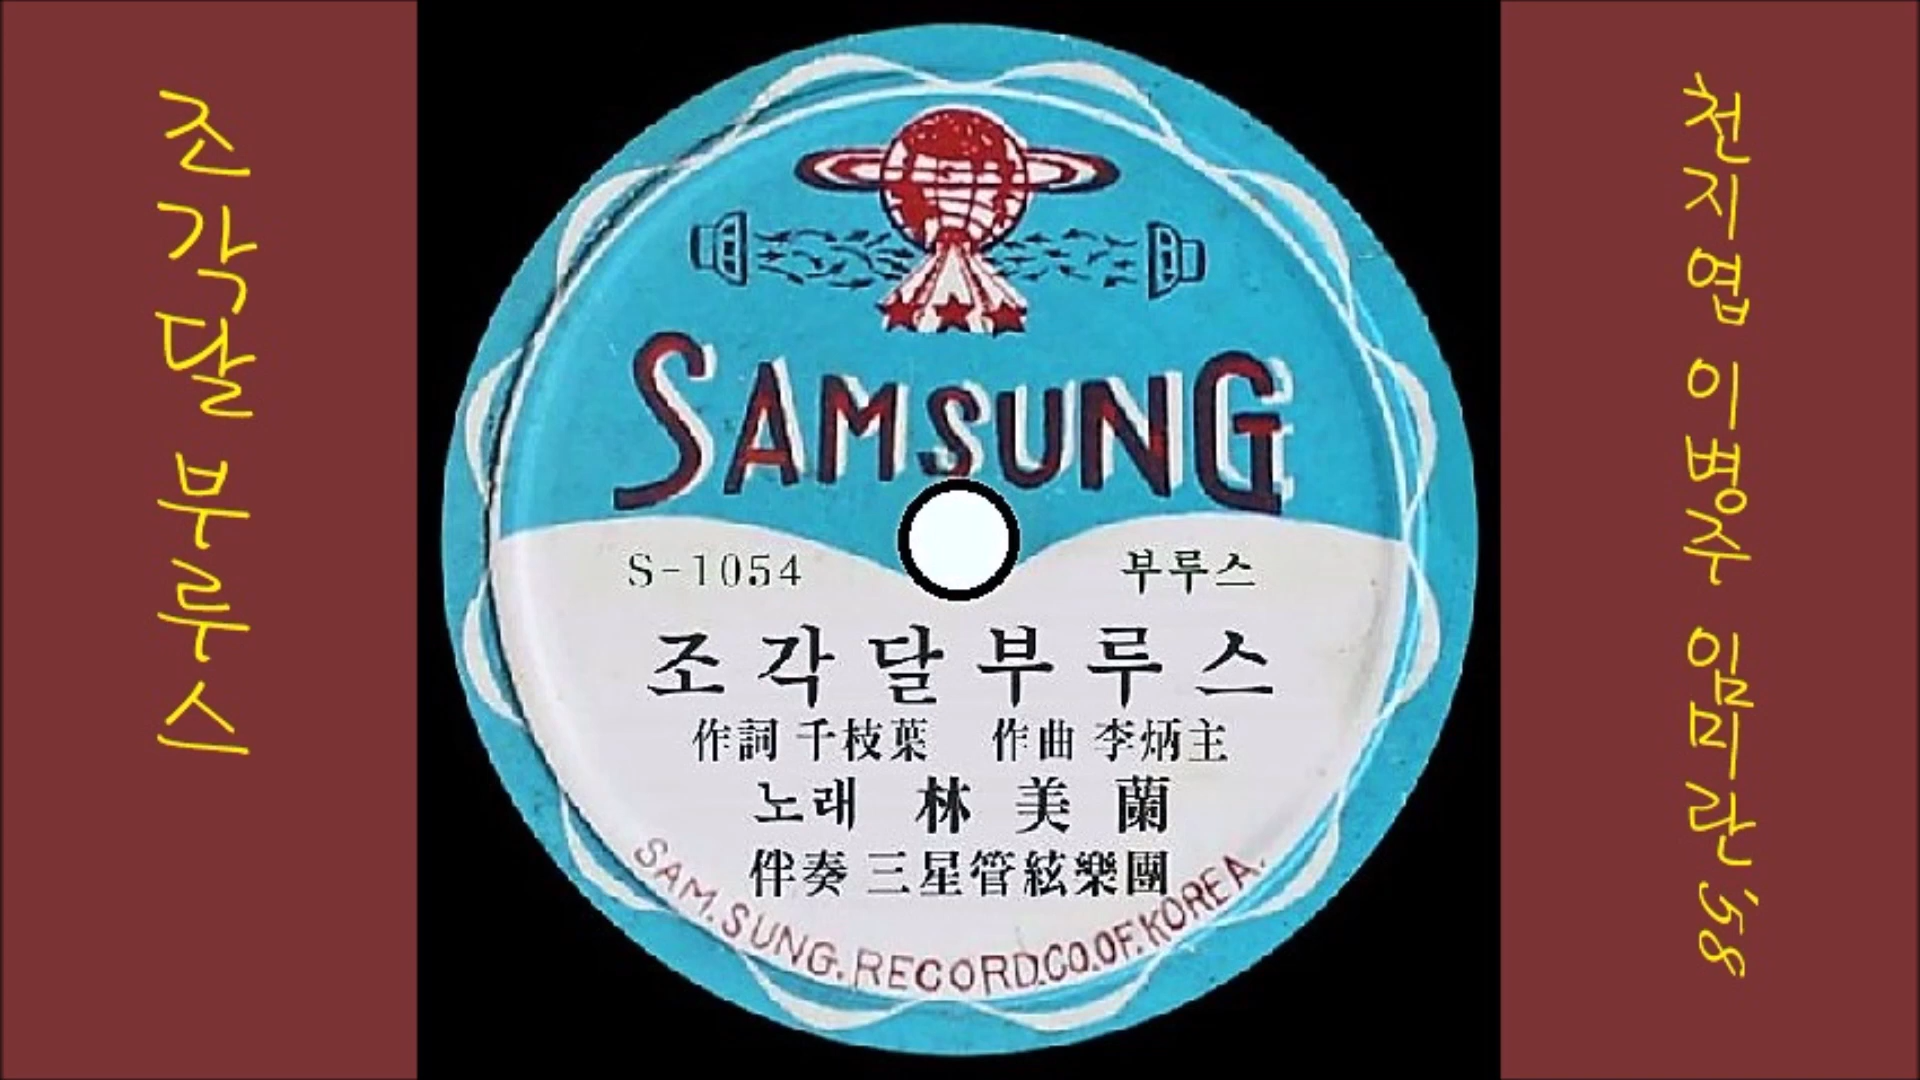 조각달 부루스
SAMSUNG
S-1054 부루스
조각달부루스
作詞 千枝葉 作曲 李炳主
노래 林美蘭
伴奏 三星管絃樂團
SAM.SUNG.RECORD.CO.OF.KOREA.
천지엽 이병주 임미란 '58